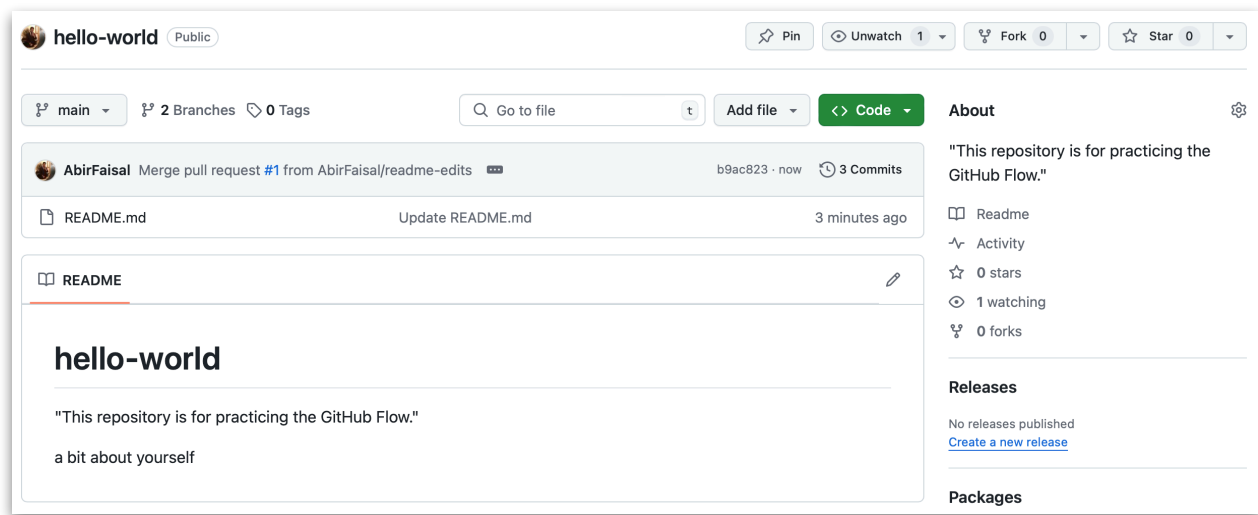 hello-world Public
Pin
Unwatch 1
Fork 0
Star 0
main
2 Branches
0 Tags
Go to file
t
Add file
Code
AbirFaisal Merge pull request #1 from AbirFaisal/readme-edits
b9ac823 · now
3 Commits
README.md
Update README.md
3 minutes ago
README
hello-world
"This repository is for practicing the GitHub Flow."
a bit about yourself
About
"This repository is for practicing the
GitHub Flow."
Readme
Activity
0 stars
1 watching
0 forks
Releases
No releases published
Create a new release
Packages